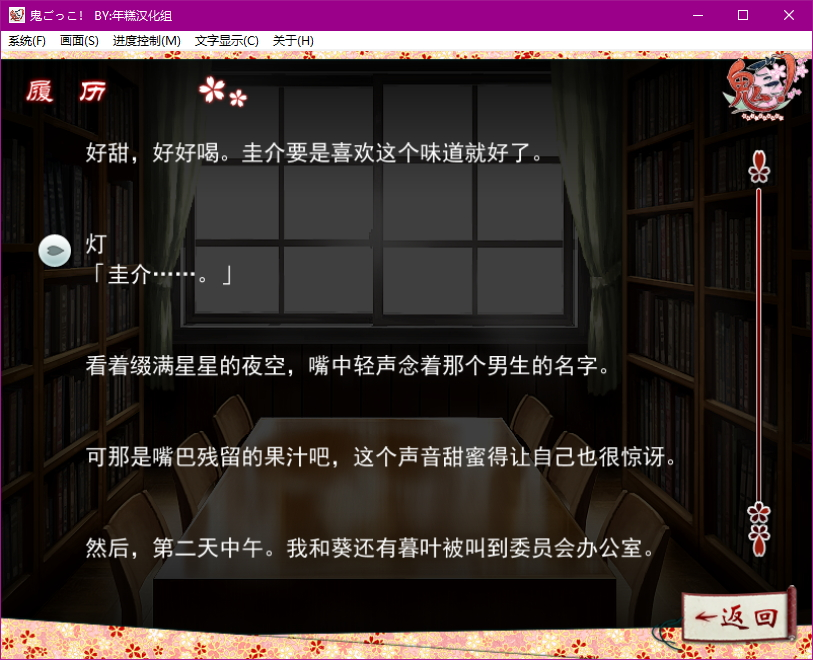 鬼ごっこ! BY:年糕汉化组
系统(F) 画面(S) 进度控制(M) 文字显示(C) 关于(H)
履 历
鬼
好甜，好好喝。圭介要是喜欢这个味道就好了。
灯
「圭介……。」
看着缀满星星的夜空，嘴中轻声念着那个男生的名字。
可那是嘴巴残留的果汁吧，这个声音甜蜜得让自己也很惊讶。
然后，第二天中午。我和葵还有暮叶被叫到委员会办公室。
←返回